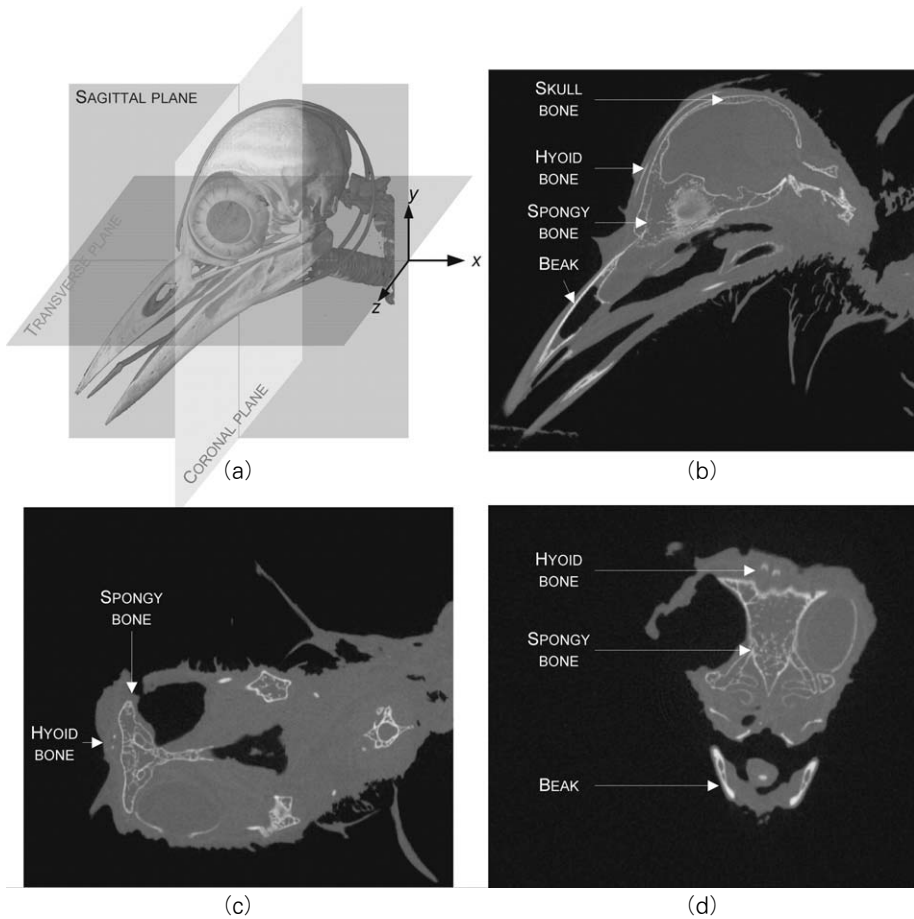 SAGITTAL PLANE
TRANSVERSE PLANE
CORONAL PLANE
y
x
z
(a)
SKULL
BONE
HYOID
BONE
SPONGY
BONE
BEAK
(b)
SPONGY
BONE
HYOID
BONE
(c)
HYOID
BONE
SPONGY
BONE
BEAK
(d)